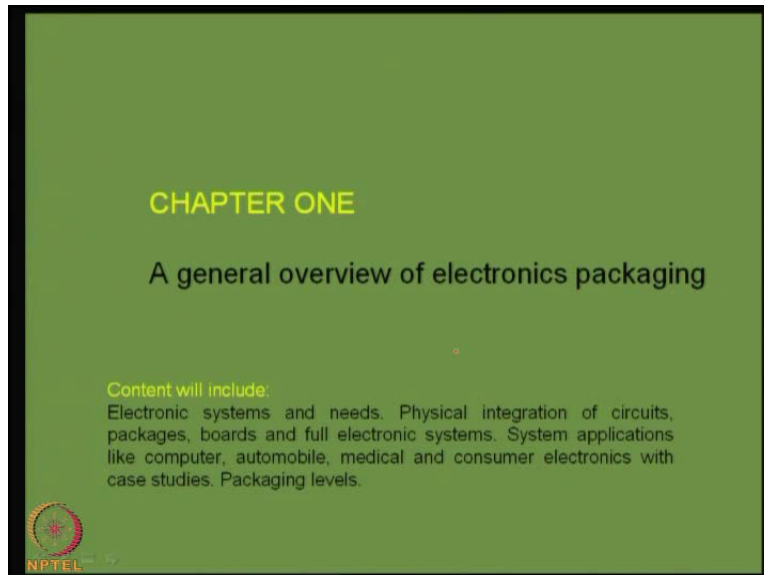 CHAPTER ONE
A general overview of electronics packaging
Content will include:
Electronic systems and needs. Physical integration of circuits,
packages, boards and full electronic systems. System applications
like computer, automobile, medical and consumer electronics with
case studies. Packaging levels.
NPTEL